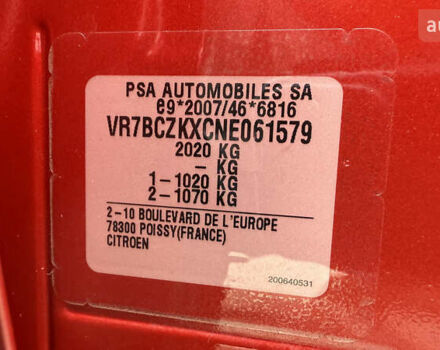 PSA AUTOMOBILES SA
e9*2007/46*6816
VR7BCZKXCNE061579
2020 KG
- KG
1-1020 KG
2-1070 KG
2-10 BOULEVARD DE L'EUROPE
78300 POISSY(FRANCE)
CITROEN
200640531